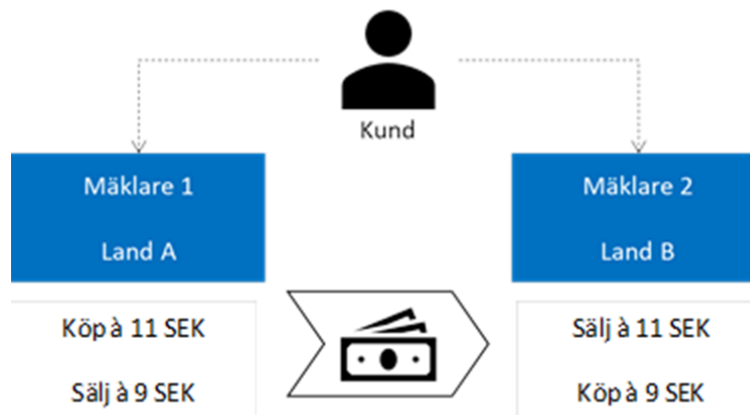 Kund
Mäklare 1
Land A
Mäklare 2
Land B
Köp à 11 SEK
Sälj à 9 SEK
Sälj à 11 SEK
Köp à 9 SEK